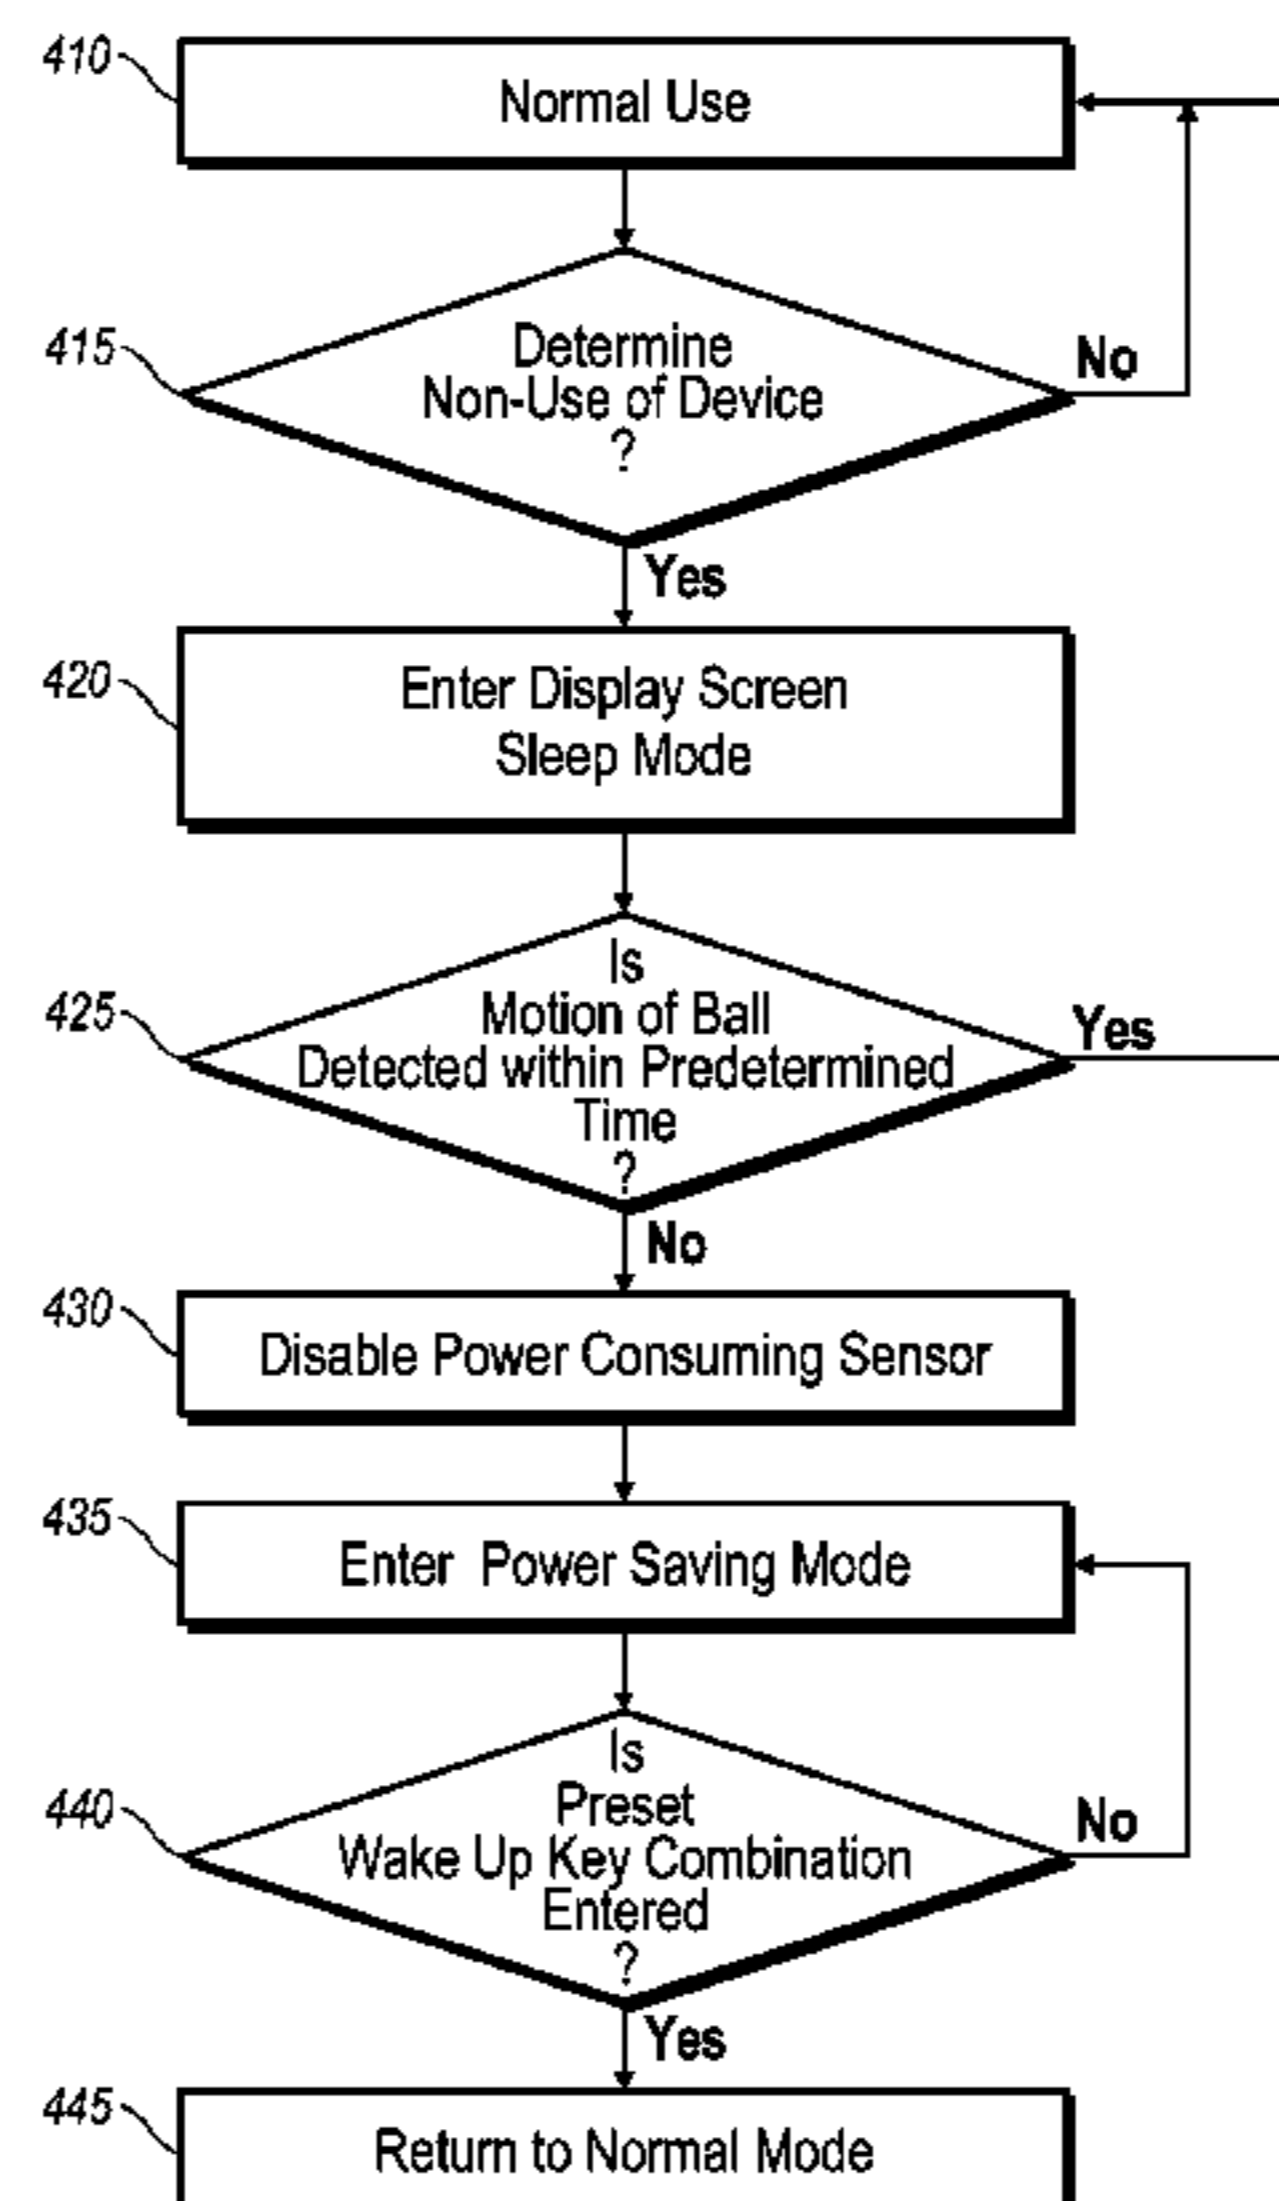 410
Normal Use
415
Determine
Non-Use of Device
?
No
Yes
420
Enter Display Screen
Sleep Mode
425
Is
Motion of Ball
Detected within Predetermined
Time
?
Yes
No
430
Disable Power Consuming Sensor
435
Enter Power Saving Mode
440
Is
Preset
Wake Up Key Combination
Entered
?
No
Yes
445
Return to Normal Mode